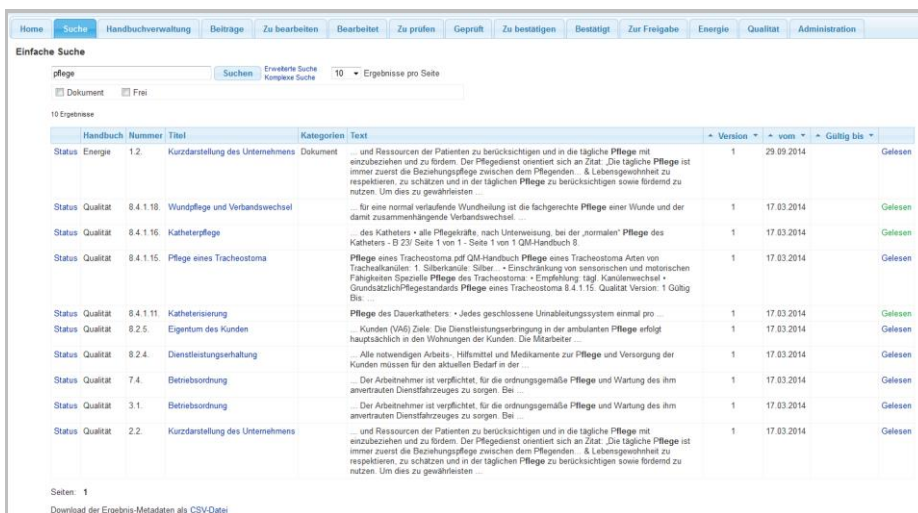 Home Suche Handbuchverwaltung Beiträge Zu bearbeiten Bearbeitet Zu prüfen Geprüft Zu bestätigen Bestätigt Zur Freigabe Energie Qualität Administration
Einfache Suche
pflege Suchen Erweiterte Suche Komplexe Suche 10 Ergebnisse pro Seite
Dokument Frei
10 Ergebnisse
Handbuch Nummer Titel Kategorien Text Version vom Gültig bis
Status Energie 1.2. Kurzdarstellung des Unternehmens Dokument ... und Ressourcen der Patienten zu berücksichtigen und in die tägliche Pflege mit 1 29.09.2014 Gelesen
einzubeziehen und zu fördern. Der Pflegedienst orientiert sich an Zitat: „Die tägliche Pflege ist
immer zuerst die Beziehungspflege zwischen dem Pflegenden... & Lebensgewohnheit zu
respektieren, zu schätzen und in der täglichen Pflege zu berücksichtigen sowie fördernd zu
nutzen. Um dies zu gewährleisten ...
Status Qualität 8.4.1.18. Wundpflege und Verbandswechsel ... für eine normal verlaufende Wundheilung ist die fachgerechte Pflege einer Wunde und der 1 17.03.2014 Gelesen
damit zusammenhängende Verbandswechsel. ...
Status Qualität 8.4.1.16. Katheterpflege ... des Katheters • alle Pflegekräfte, nach Unterweisung, bei der „normalen“ Pflege des 1 17.03.2014 Gelesen
Katheters - B 23/ Seite 1 von 1 - Seite 1 von 1 QM-Handbuch 8.
Status Qualität 8.4.1.15. Pflege eines Tracheostoma Pflege eines Tracheostoma.pdf QM-Handbuch Pflege eines Tracheostoma Arten von 1 17.03.2014 Gelesen
Trachealkanülen: 1. Silberkanüle: Silber... • Einschränkung von sensorischen und motorischen
Fähigkeiten Spezielle Pflege des Tracheostoma: • Empfehlung: tägl. Kanülenwechsel •
GrundsätzlichPflegestandards Pflege eines Tracheostoma 8.4.1.15. Qualität Version: 1 Gültig
Bis: ...
Status Qualität 8.4.1.11. Katheterisierung Pflege des Dauerkatheters: • Jedes geschlossene Urinableitungssystem einmal pro ... 1 17.03.2014 Gelesen
Status Qualität 8.2.5. Eigentum des Kunden ... Kunden (VA6) Ziele: Die Dienstleistungserbringung in der ambulanten Pflege erfolgt 1 17.03.2014 Gelesen
hauptsächlich in den Wohnungen der Kunden. Die Mitarbeiter ...
Status Qualität 8.2.4. Dienstleistungserhaltung ... Alle notwendigen Arbeits-, Hilfsmittel und Medikamente zur Pflege und Versorgung der 1 17.03.2014 Gelesen
Kunden müssen für den aktuellen Bedarf in der ...
Status Qualität 7.4. Betriebsordnung ... Der Arbeitnehmer ist verpflichtet, für die ordnungsgemäße Pflege und Wartung des ihm 1 17.03.2014 Gelesen
anvertrauten Dienstfahrzeuges zu sorgen. Bei ...
Status Qualität 3.1. Betriebsordnung ... Der Arbeitnehmer ist verpflichtet, für die ordnungsgemäße Pflege und Wartung des ihm 1 17.03.2014 Gelesen
anvertrauten Dienstfahrzeuges zu sorgen. Bei ...
Status Qualität 2.2. Kurzdarstellung des Unternehmens ... und Ressourcen der Patienten zu berücksichtigen und in die tägliche Pflege mit 1 17.03.2014 Gelesen
einzubeziehen und zu fördern. Der Pflegedienst orientiert sich an Zitat: „Die tägliche Pflege ist
immer zuerst die Beziehungspflege zwischen dem Pflegenden... & Lebensgewohnheit zu
respektieren, zu schätzen und in der täglichen Pflege zu berücksichtigen sowie fördernd zu
nutzen. Um dies zu gewährleisten ...
Seiten: 1
Download der Ergebnis-Metadaten als CSV-Datei